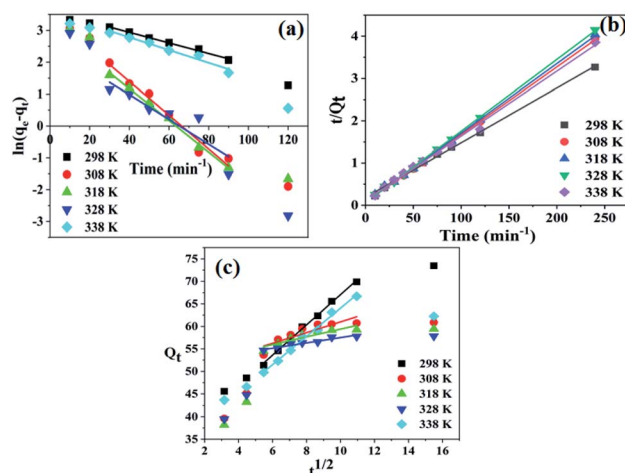 (a)
ln(qe-qt)
3
2
1
0
-1
-2
-3
0 20 40 60 80 100 120
Time (min-1)
298 K
308 K
318 K
328 K
338 K
(b)
t/Qt
4
3
2
1
0
0 50 100 150 200 250
Time (min-1)
298 K
308 K
318 K
328 K
338 K
(c)
Qt
75
70
65
60
55
50
45
40
35
2 4 6 8 10 12 14 16
t1/2
298 K
308 K
318 K
328 K
338 K